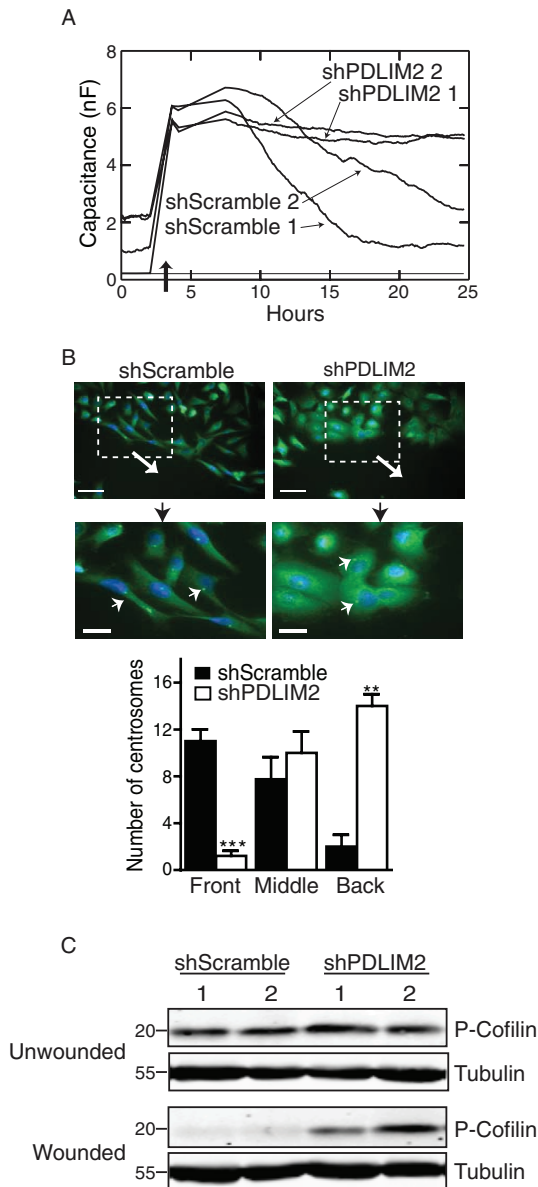 A
8
6
4
2
0
Capacitance (nF)
shPDLIM2 2
shPDLIM2 1
shScramble 2
shScramble 1
0 5 10 15 20 25
Hours
B
shScramble shPDLIM2
Number of centrosomes
16
12
8
4
0
shScramble
shPDLIM2
***
**
Front Middle Back
C
shScramble shPDLIM2
1 2 1 2
Unwounded
20 P-Cofilin
55 Tubulin
Wounded
20 P-Cofilin
55 Tubulin